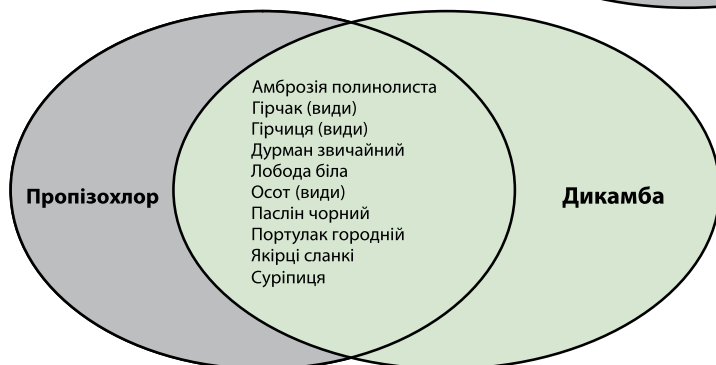 Амброзія полинолиста
Гірчак (види)
Гірчиця (види)
Дурман звичайний
Лобода біла
Осот (види)
Паслін чорний
Портулак городній
Якірці сланкі
Суріпиця
Пропізохлор
Дикамба